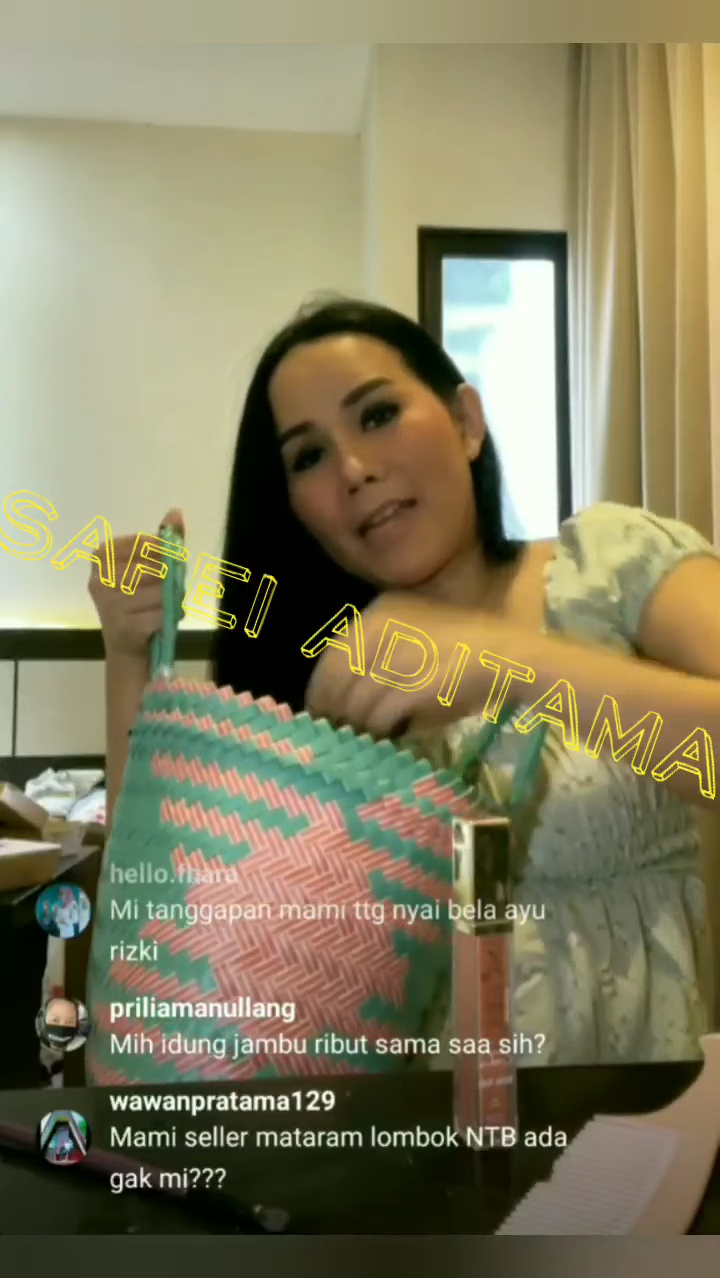 SAFEI ADITAMA
hello.fhara
Mi tanggapan mami ttg nyai bela ayu
rizki
priliamanullang
Mih idung jambu ribut sama saa sih?
wawanpratama129
Mami seller mataram lombok NTB ada
gak mi???